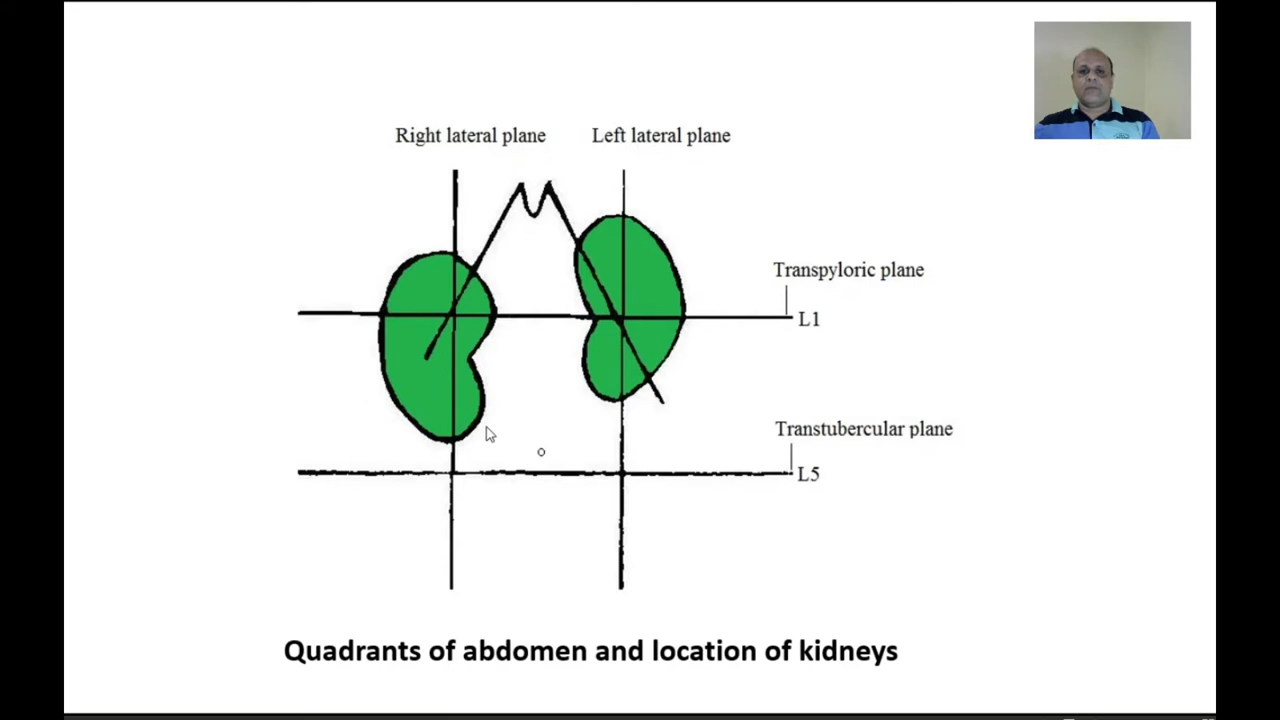 Right lateral plane
Left lateral plane
Transpyloric plane
L1
Transtubercular plane
L5
Quadrants of abdomen and location of kidneys